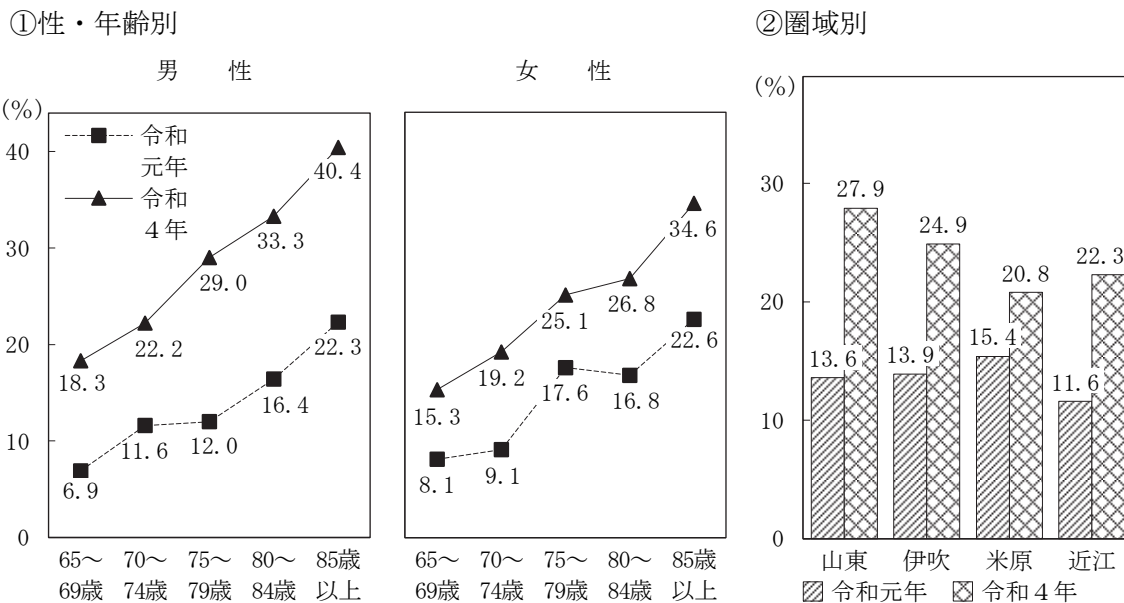 ①性・年齢別
男　性
(%)
40
30
20
10
0
令和
元年
令和
４年
18.3
22.2
29.0
33.3
40.4
6.9
11.6
12.0
16.4
22.3
65～
69歳
70～
74歳
75～
79歳
80～
84歳
85歳
以上
女　性
15.3
19.2
25.1
26.8
34.6
8.1
9.1
17.6
16.8
22.6
65～
69歳
70～
74歳
75～
79歳
80～
84歳
85歳
以上
②圏域別
(%)
30
20
10
0
13.6
27.9
13.9
24.9
15.4
20.8
11.6
22.3
山東
伊吹
米原
近江
令和元年
令和４年